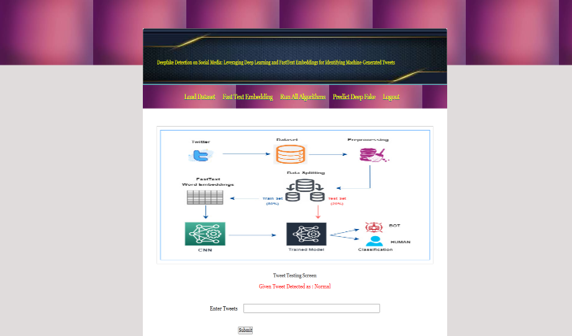 Deepfake Detection on Social Media: Leveraging Deep Learning and FastText Embeddings for Identifying Machine-Generated Tweets
Load Dataset Fast Text Embedding Run All Algorithms Predict Deep Fake Logout
Twitter Dataset Preprocessing
Data Splitting
FastText
Word Embeddings
Train set Test set
CNN Trained Model Classification
BOT
HUMAN
Tweet Testing Screen
Given Tweet Detected as : Normal
Enter Tweets
Submit